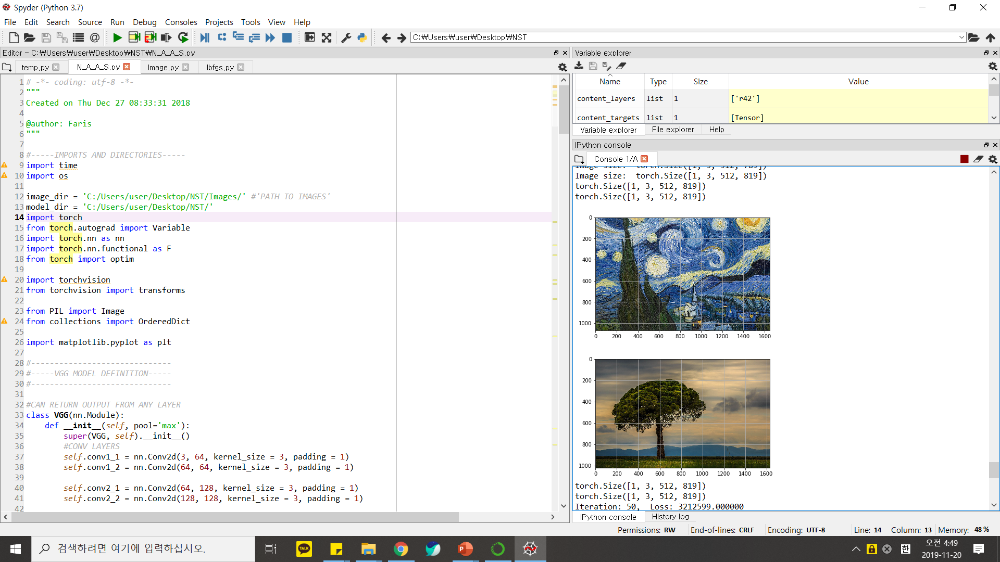 Spyder (Python 3.7)
File Edit Search Source Run Debug Consoles Projects Tools View Help
C:₩Users₩user₩Desktop₩NST
Editor - C:₩Users₩user₩Desktop₩NST₩N_A_A_S.py
temp.py N_A_A_S.py Image.py lbfgs.py
1 # -*- coding: utf-8 -*-
2 """
3 Created on Thu Dec 27 08:33:31 2018
4
5 @author: Faris
6 """
7
8 #-----IMPORTS AND DIRECTORIES-----
9 import time
10 import os
11
12 image_dir = 'C:/Users/user/Desktop/NST/Images/' #'PATH TO IMAGES'
13 model_dir = 'C:/Users/user/Desktop/NST/'
14 import torch
15 from torch.autograd import Variable
16 import torch.nn as nn
17 import torch.nn.functional as F
18 from torch import optim
19
20 import torchvision
21 from torchvision import transforms
22
23 from PIL import Image
24 from collections import OrderedDict
25
26 import matplotlib.pyplot as plt
27
28 #------------------------------
29 #-----VGG MODEL DEFINITION-----
30 #------------------------------
31
32 #CAN RETURN OUTPUT FROM ANY LAYER
33 class VGG(nn.Module):
34     def __init__(self, pool='max'):
35         super(VGG, self).__init__()
36         #CONV LAYERS
37         self.conv1_1 = nn.Conv2d(3, 64, kernel_size = 3, padding = 1)
38         self.conv1_2 = nn.Conv2d(64, 64, kernel_size = 3, padding = 1)
39
40         self.conv2_1 = nn.Conv2d(64, 128, kernel_size = 3, padding = 1)
41         self.conv2_2 = nn.Conv2d(128, 128, kernel_size = 3, padding = 1)
42
Variable explorer
Name Type Size Value
content_layers list 1 ['r42']
content_targets list 1 [Tensor]
Variable explorer File explorer Help
IPython console
Console 1/A
Image size:  torch.Size([1, 3, 512, 789])
Image size:  torch.Size([1, 3, 512, 819])
torch.Size([1, 3, 512, 819])
torch.Size([1, 3, 512, 819])
0
200
400
600
800
1000
0 200 400 600 800 1000 1200 1400 1600
0
200
400
600
800
1000
0 200 400 600 800 1000 1200 1400 1600
torch.Size([1, 3, 512, 819])
torch.Size([1, 3, 512, 819])
Iteration: 50,  Loss: 3212599.000000
IPython console History log
Permissions: RW End-of-lines: CRLF Encoding: UTF-8 Line: 14 Column: 13 Memory: 48 %
검색하려면 여기에 입력하십시오.
TALK
P
한
오전 4:49
2019-11-20